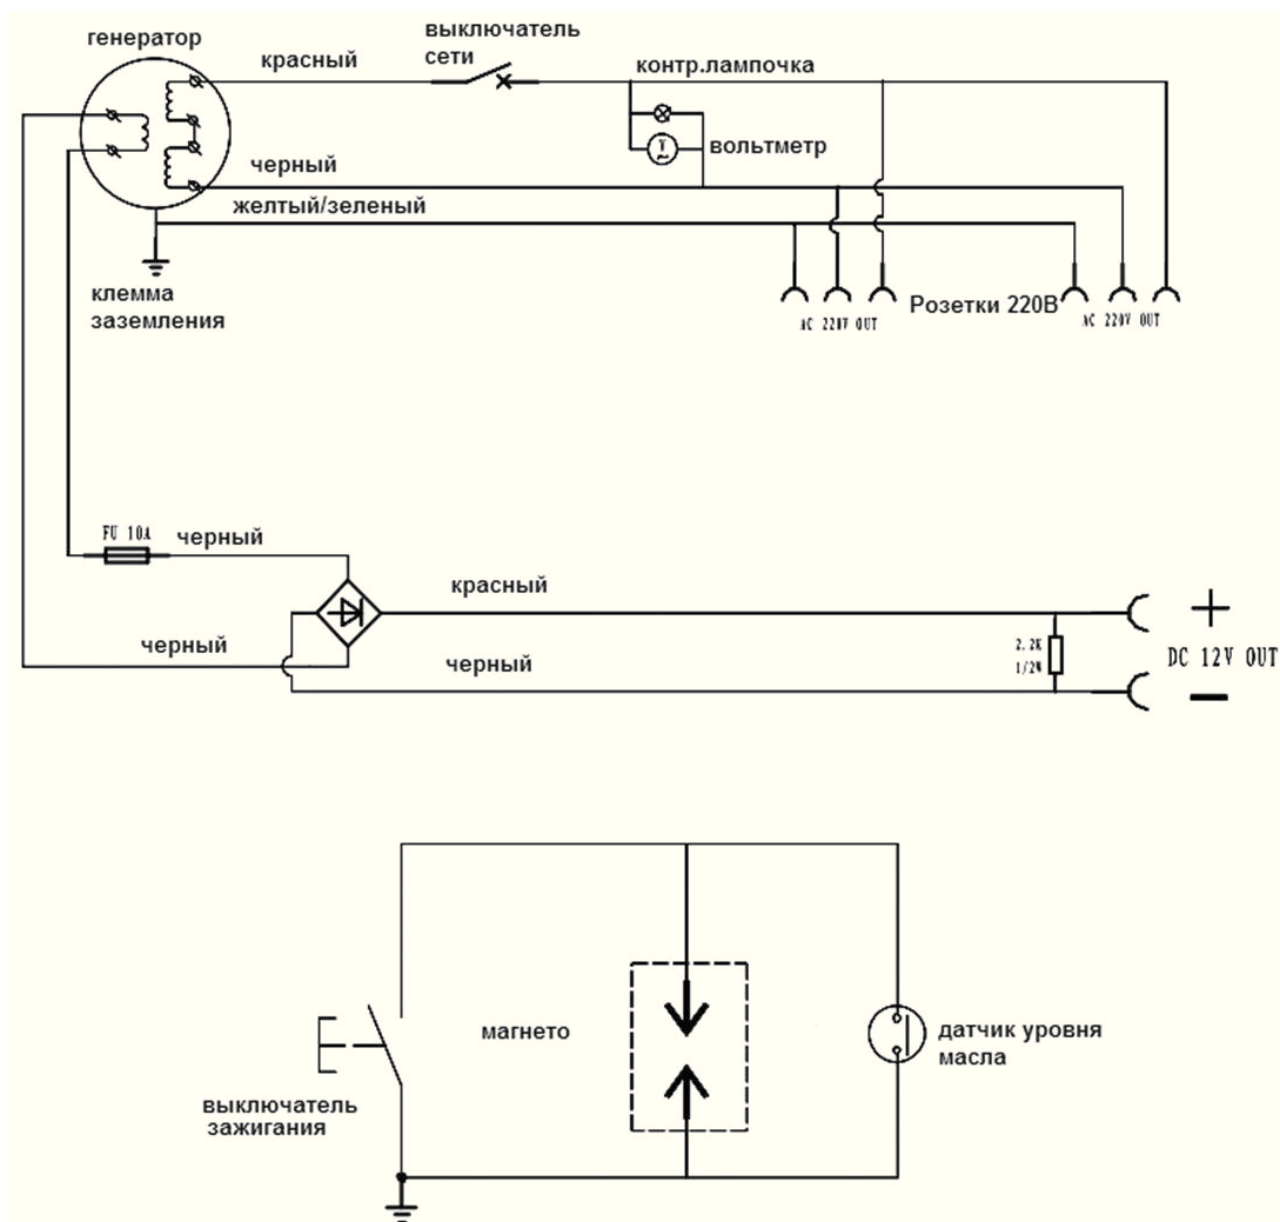 генератор
красный
выключатель
сети
контр.лампочка
V
~
вольтметр
черный
желтый/зеленый
клемма
заземления
AC 220V OUT
Розетки 220В
AC 220V OUT
FU 10A
черный
красный
черный
черный
2.2K
1/2W
+
DC 12V OUT
−
магнето
датчик уровня
масла
выключатель
зажигания